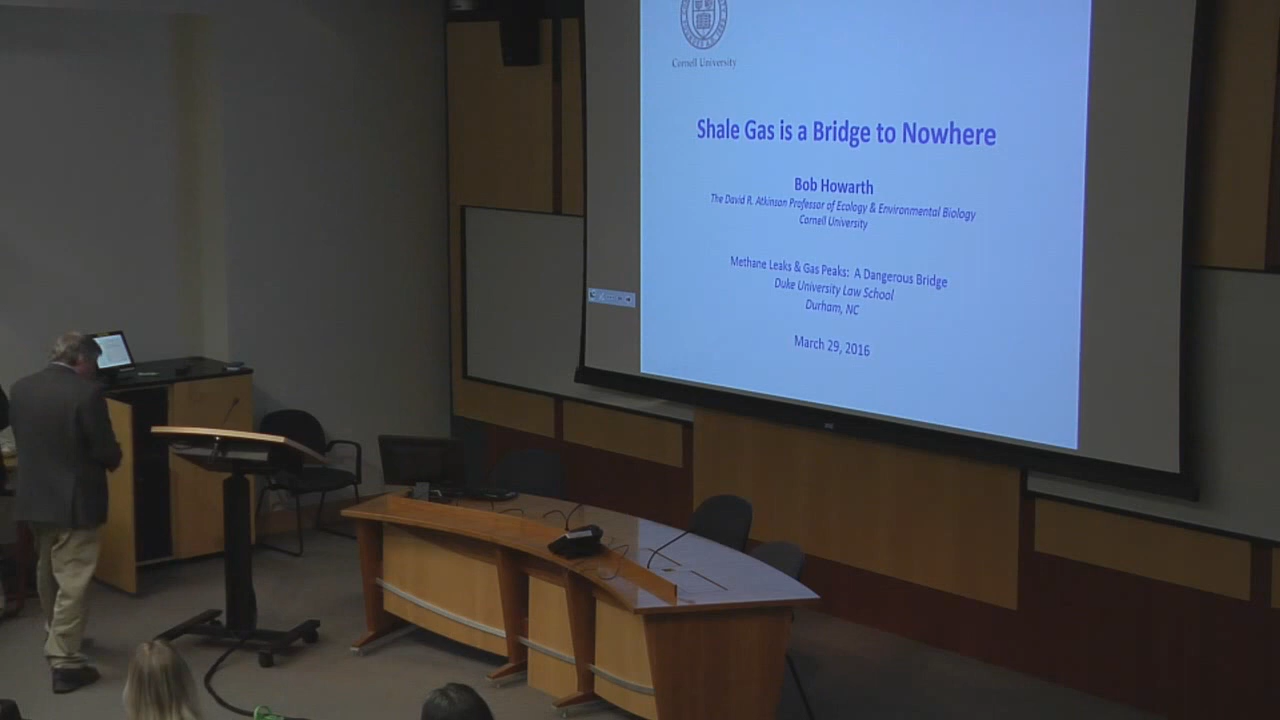 Cornell University
Shale Gas is a Bridge to Nowhere
Bob Howarth
The David R. Atkinson Professor of Ecology & Environmental Biology
Cornell University
Methane Leaks & Gas Peaks: A Dangerous Bridge
Duke University Law School
Durham, NC
March 29, 2016